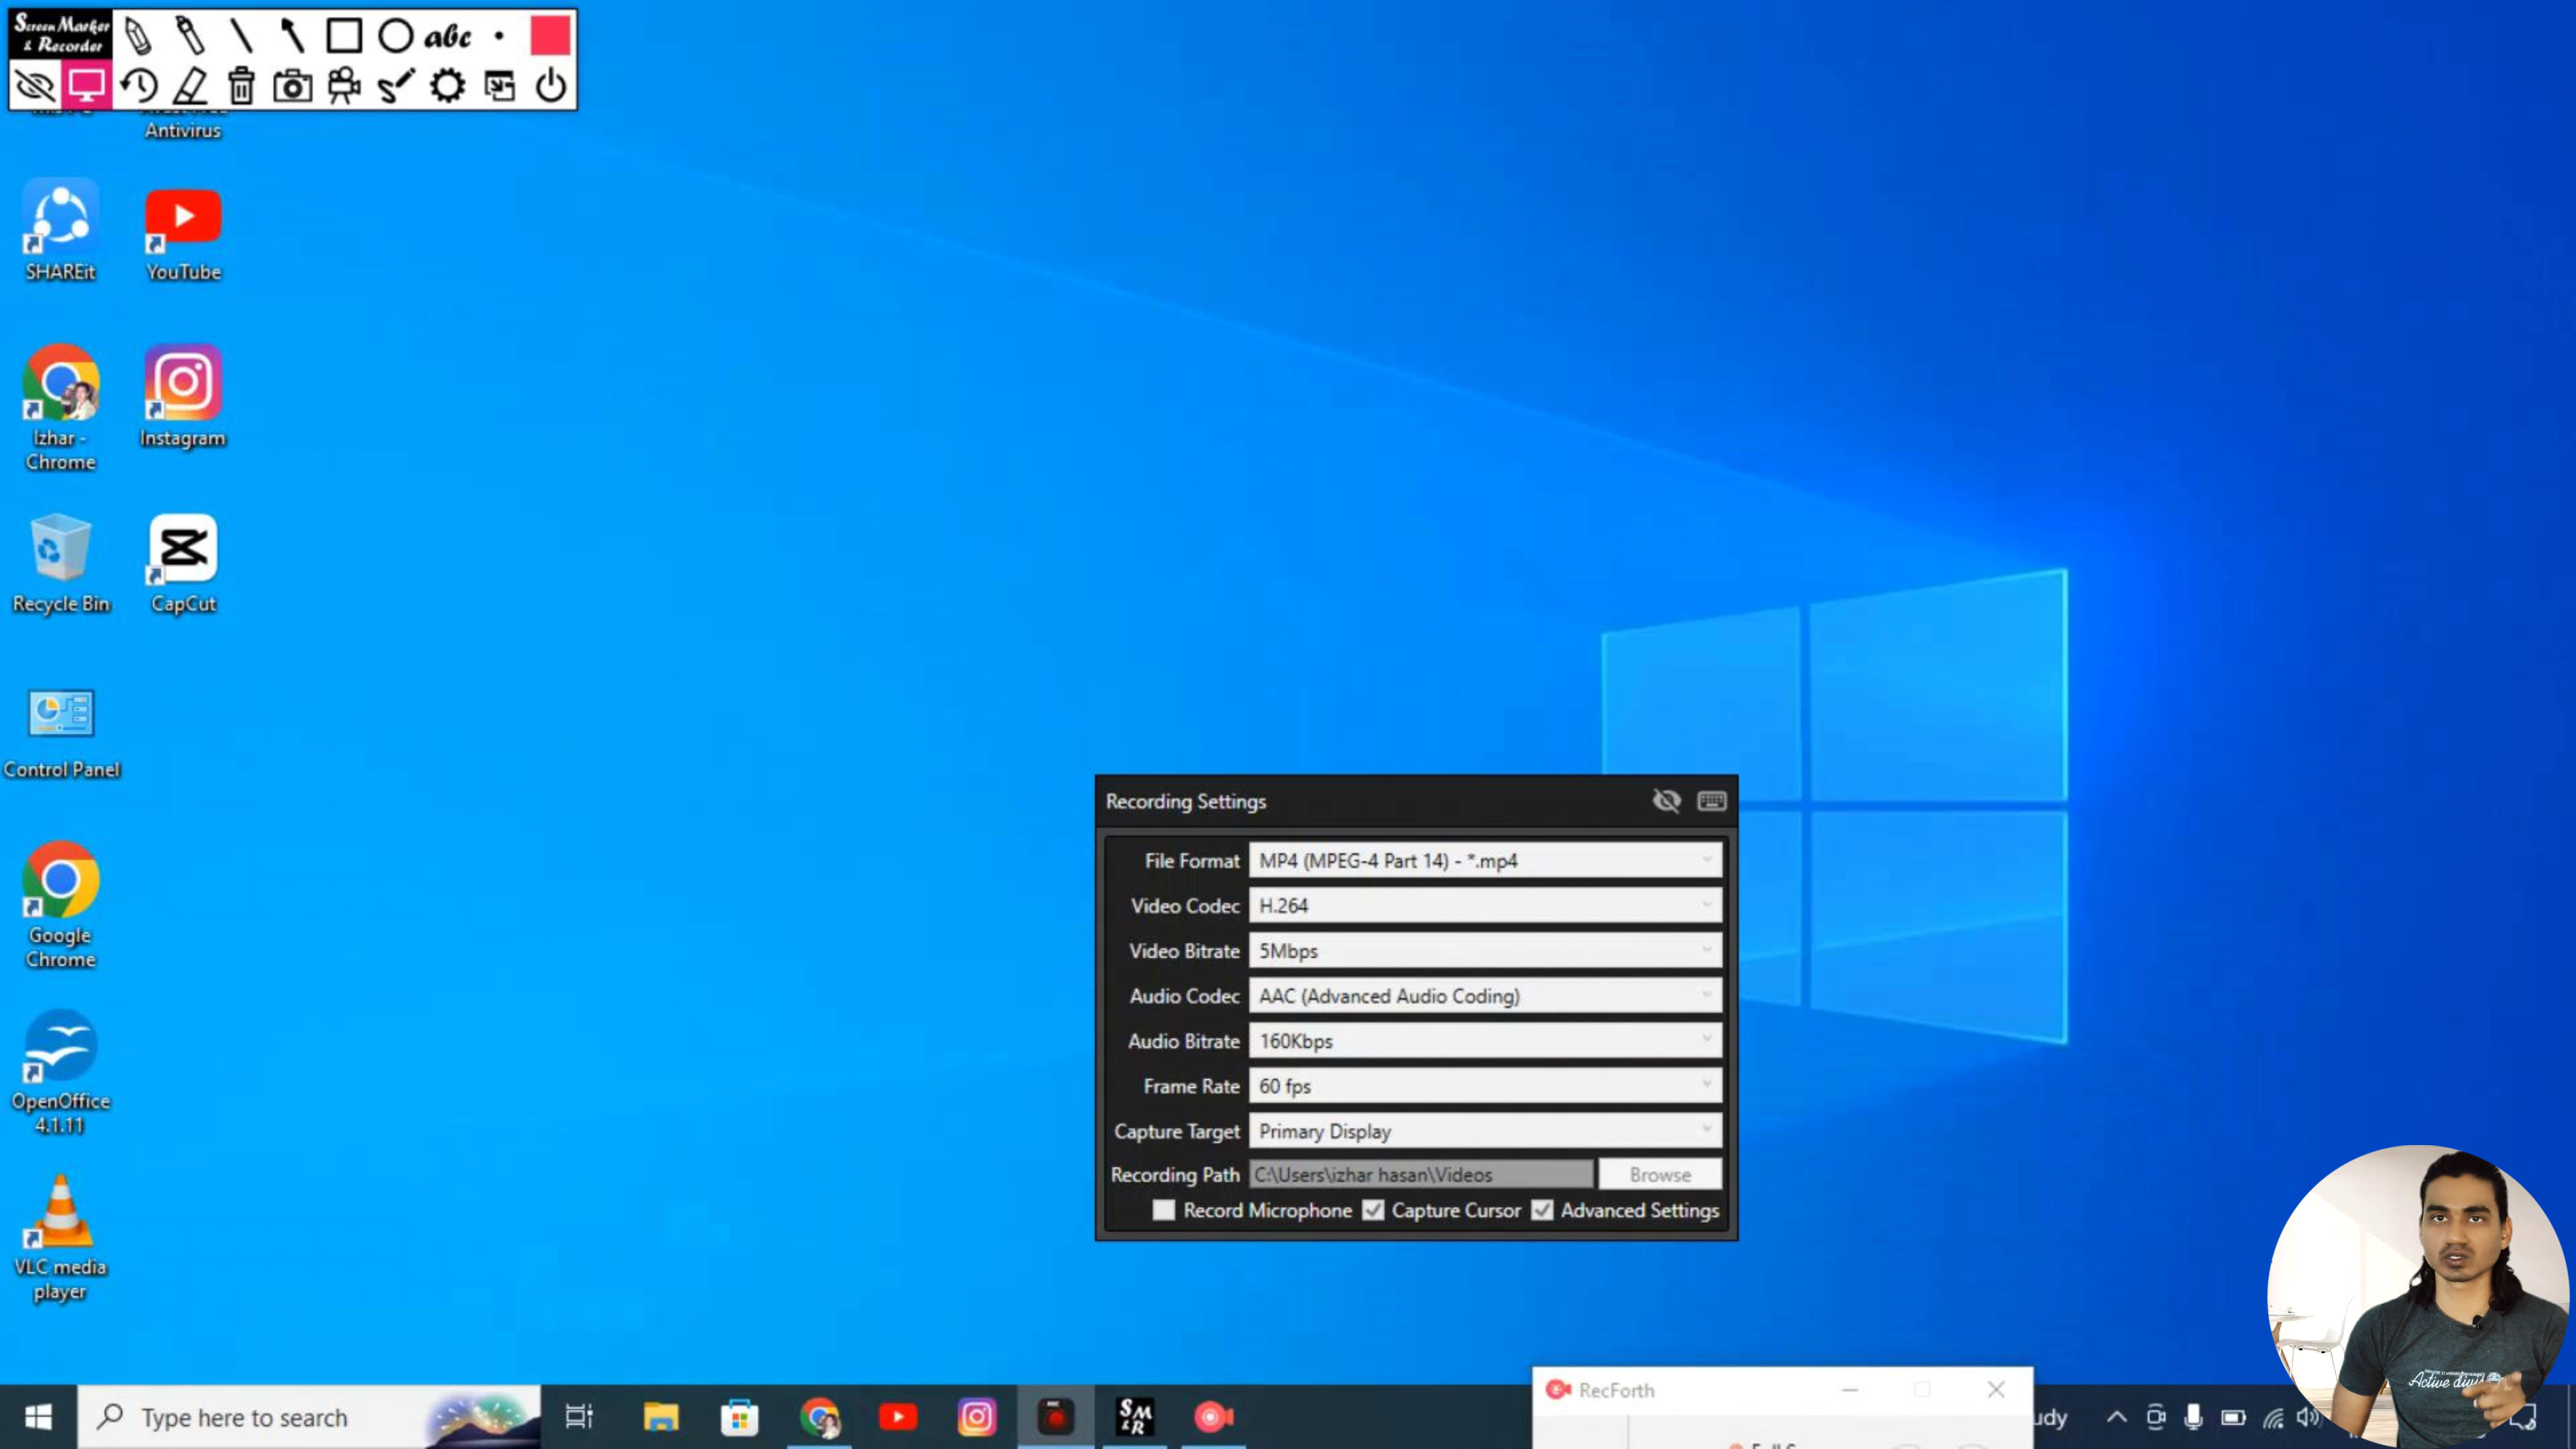 Screen Marker
& Recorder
abc
Antivirus
SHAREit
YouTube
Izhar -
Chrome
Instagram
Recycle Bin
CapCut
Control Panel
Google
Chrome
OpenOffice
4.1.11
VLC media
player
Recording Settings
File Format MP4 (MPEG-4 Part 14) - *.mp4
Video Codec H.264
Video Bitrate 5Mbps
Audio Codec AAC (Advanced Audio Coding)
Audio Bitrate 160Kbps
Frame Rate 60 fps
Capture Target Primary Display
Recording Path C:\Users\izhar hasan\Videos Browse
Record Microphone Capture Cursor Advanced Settings
RecForth
Type here to search
SM
&R
Active